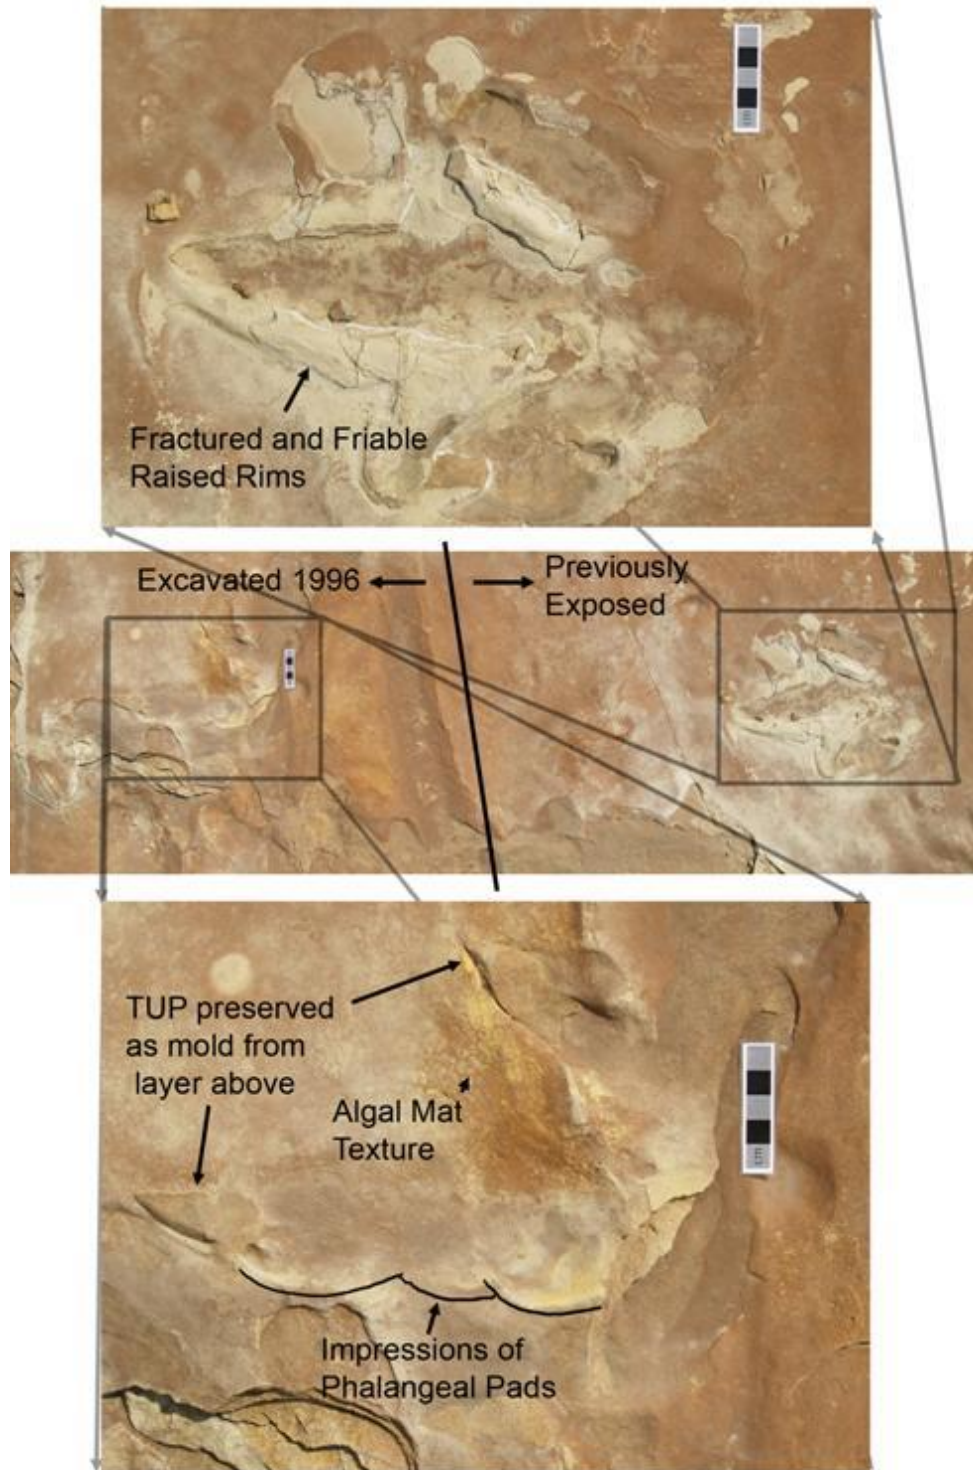 Fractured and Friable
Raised Rims
Excavated 1996
Previously
Exposed
TUP preserved
as mold from
layer above
Algal Mat
Texture
Impressions of
Phalangeal Pads